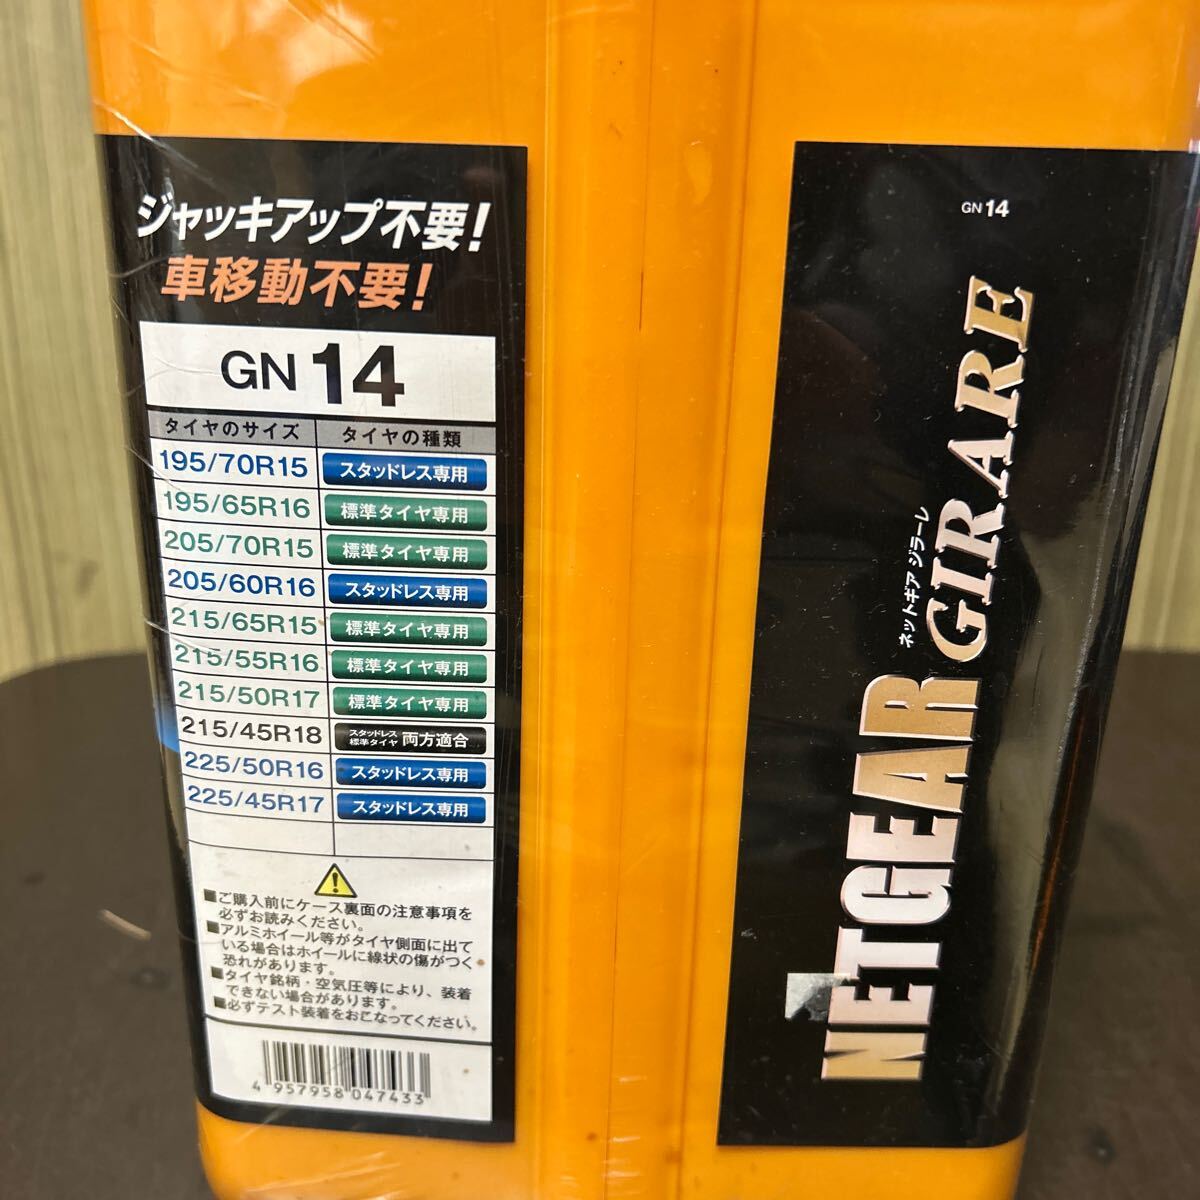 ジャッキアップ不要!
車移動不要!
GN 14
タイヤのサイズ タイヤの種類
195/70R15 スタッドレス専用
195/65R16 標準タイヤ専用
205/70R15 標準タイヤ専用
205/60R16 スタッドレス専用
215/65R15 標準タイヤ専用
215/55R16 標準タイヤ専用
215/50R17 標準タイヤ専用
215/45R18 スタッドレス 標準タイヤ 両方適合
225/50R16 スタッドレス専用
225/45R17 スタッドレス専用
■ご購入前にケース裏面の注意事項を
必ずお読みください。
■アルミホイール等がタイヤ側面に出て
いる場合はホイールに線状の傷がつく
恐れがあります。
■タイヤ銘柄・空気圧等により、装着
できない場合があります。
■必ずテスト装着をおこなってください。
4 957958 047433
GN 14
NETGEAR GIRARE
ネットギア ジラーレ